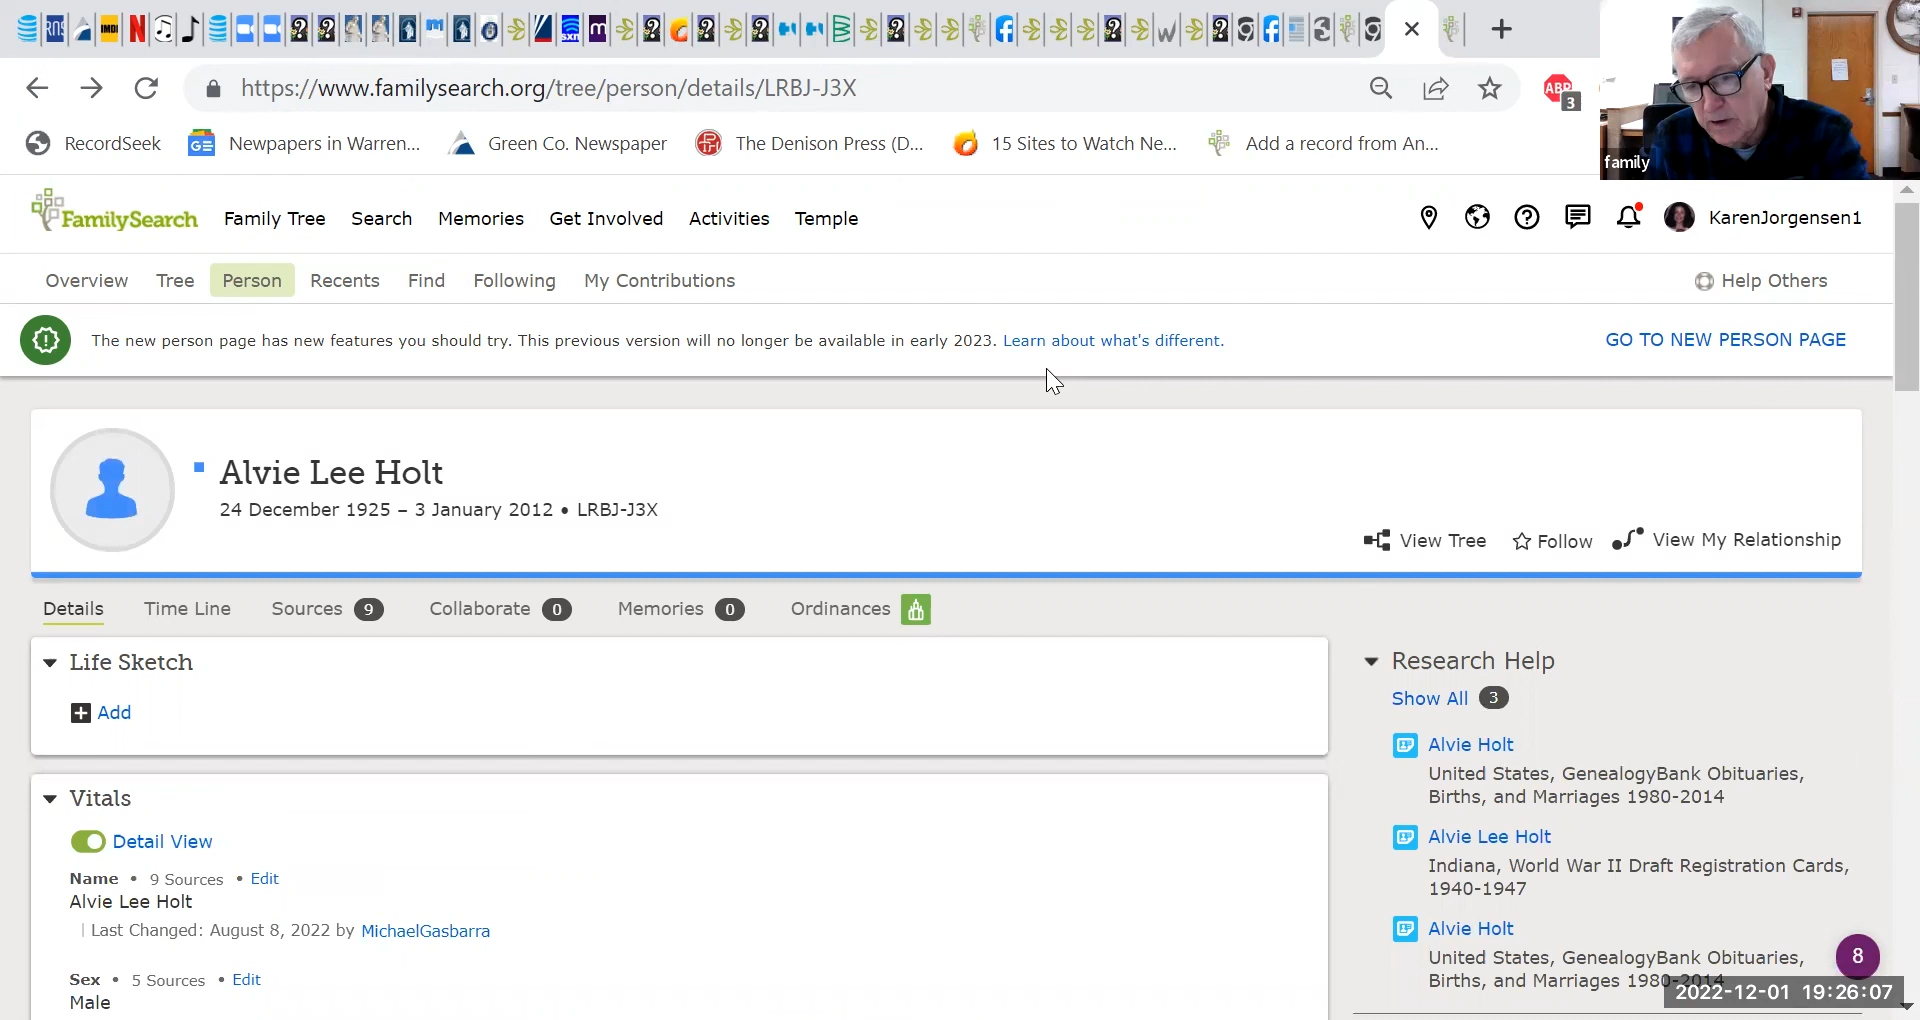 https://www.familysearch.org/tree/person/details/LRBJ-J3X
ABP
3
RecordSeek
Newpapers in Warren...
Green Co. Newspaper
The Denison Press (D...
15 Sites to Watch Ne...
Add a record from An...
family
FamilySearch
Family Tree
Search
Memories
Get Involved
Activities
Temple
KarenJorgensen1
Overview
Tree
Person
Recents
Find
Following
My Contributions
Help Others
The new person page has new features you should try. This previous version will no longer be available in early 2023. Learn about what's different.
GO TO NEW PERSON PAGE
Alvie Lee Holt
24 December 1925 – 3 January 2012 • LRBJ-J3X
View Tree
Follow
View My Relationship
Details
Time Line
Sources 9
Collaborate 0
Memories 0
Ordinances
Life Sketch
Add
Vitals
Detail View
Name • 9 Sources • Edit
Alvie Lee Holt
Last Changed: August 8, 2022 by MichaelGasbarra
Sex • 5 Sources • Edit
Male
Research Help
Show All 3
Alvie Holt
United States, GenealogyBank Obituaries,
Births, and Marriages 1980-2014
Alvie Lee Holt
Indiana, World War II Draft Registration Cards,
1940-1947
Alvie Holt
United States, GenealogyBank Obituaries,
Births, and Marriages 1980-2014
8
2022-12-01 19:26:07